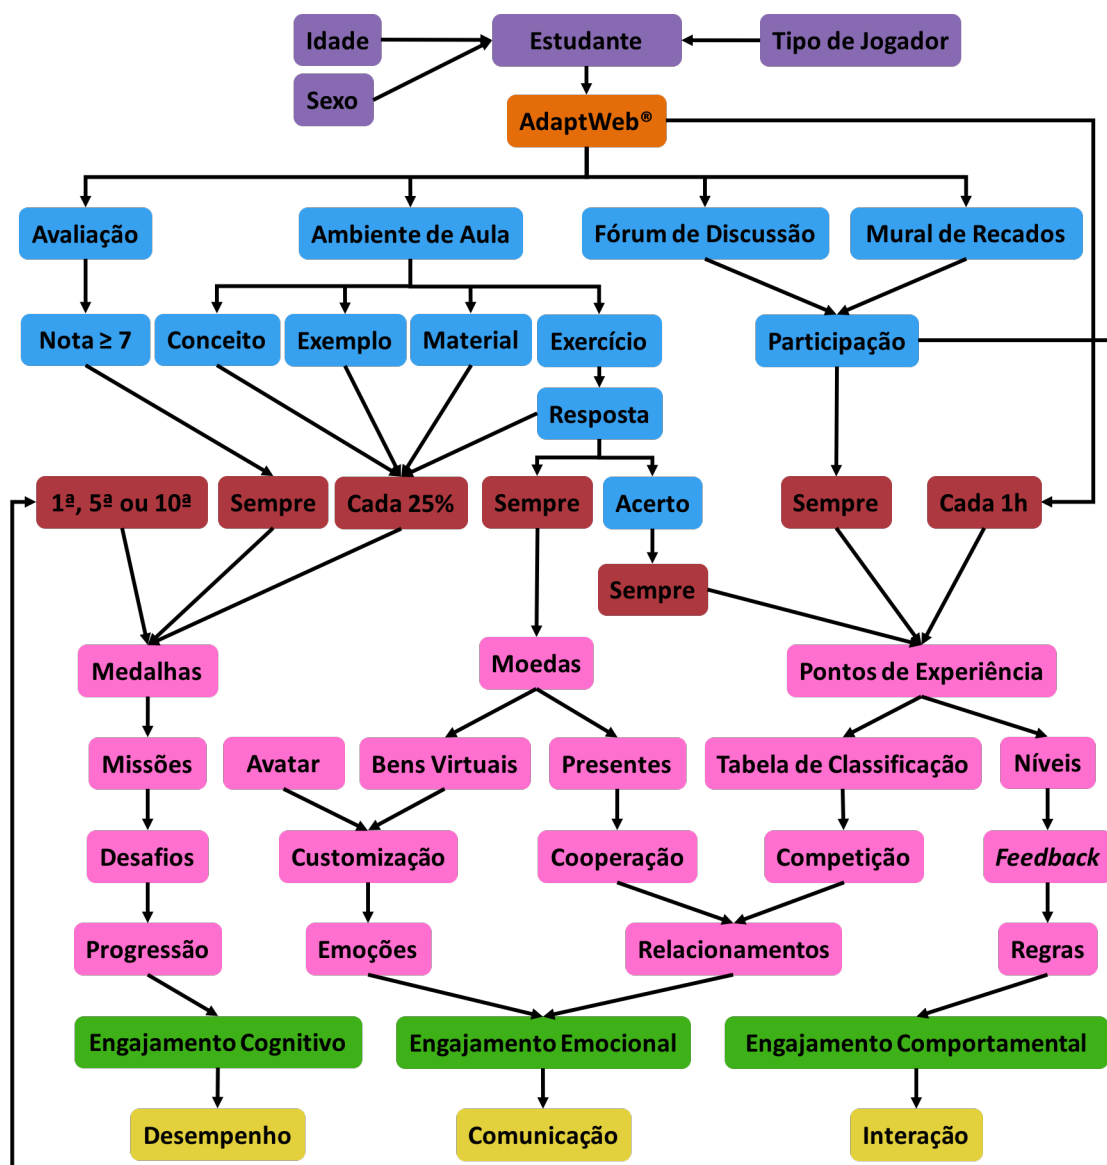 Idade
Estudante
Tipo de Jogador
Sexo
AdaptWeb®
Avaliação
Ambiente de Aula
Fórum de Discussão
Mural de Recados
Nota ≥ 7
Conceito
Exemplo
Material
Exercício
Participação
Resposta
1ª, 5ª ou 10ª
Sempre
Cada 25%
Sempre
Acerto
Sempre
Cada 1h
Sempre
Medalhas
Moedas
Pontos de Experiência
Missões
Avatar
Bens Virtuais
Presentes
Tabela de Classificação
Níveis
Desafios
Customização
Cooperação
Competição
Feedback
Progressão
Emoções
Relacionamentos
Regras
Engajamento Cognitivo
Engajamento Emocional
Engajamento Comportamental
Desempenho
Comunicação
Interação